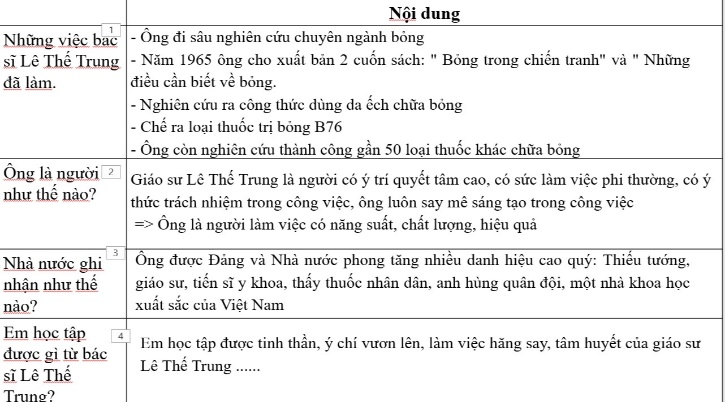 Nội dung
Những việc bác 1
sĩ Lê Thế Trung
đã làm.
- Ông đi sâu nghiên cứu chuyên ngành bỏng
- Năm 1965 ông cho xuất bản 2 cuốn sách: " Bỏng trong chiến tranh" và " Những
điều cần biết về bỏng.
- Nghiên cứu ra công thức dùng da ếch chữa bỏng
- Chế ra loại thuốc trị bỏng B76
- Ông còn nghiên cứu thành công gần 50 loại thuốc khác chữa bỏng
Ông là người 2
như thế nào?
Giáo sư Lê Thế Trung là người có ý trí quyết tâm cao, có sức làm việc phi thường, có ý
thức trách nhiệm trong công việc, ông luôn say mê sáng tạo trong công việc
=> Ông là người làm việc có năng suất, chất lượng, hiệu quả
3
Nhà nước ghi
nhận như thế
nào?
Ông được Đảng và Nhà nước phong tăng nhiều danh hiệu cao quý: Thiếu tướng,
giáo sư, tiến sĩ y khoa, thầy thuốc nhân dân, anh hùng quân đội, một nhà khoa học
xuất sắc của Việt Nam
Em học tập 4
được gì từ bác
sĩ Lê Thế
Trung?
Em học tập được tinh thần, ý chí vươn lên, làm việc hăng say, tâm huyết của giáo sư
Lê Thế Trung ......